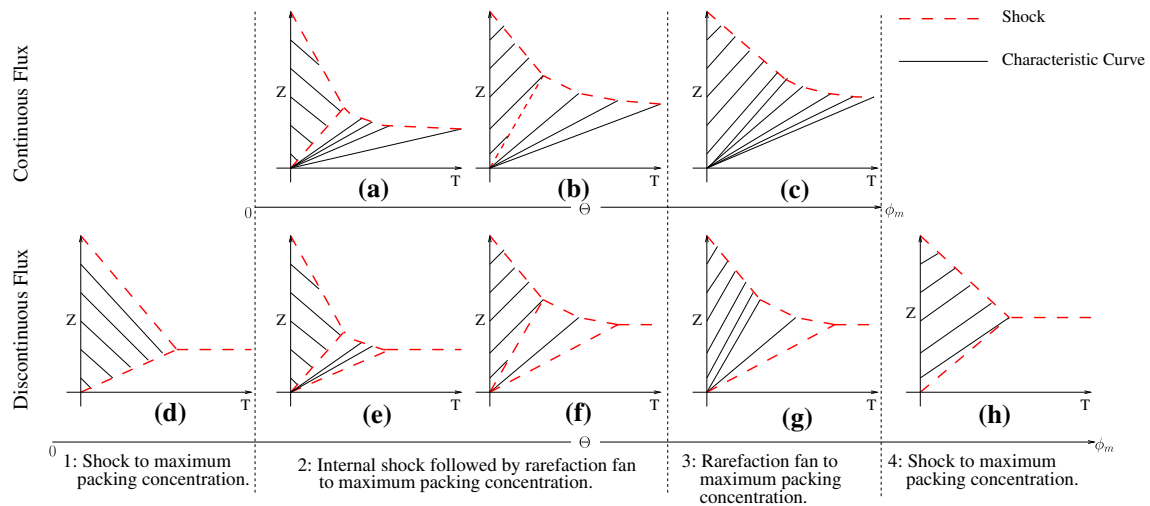 Continuous Flux
Shock
Characteristic Curve
Z
T
(a)
Z
T
(b)
Z
T
(c)
0
Θ
ϕm
Discontinuous Flux
Z
T
(d)
Z
T
(e)
Z
T
(f)
Z
T
(g)
Z
T
(h)
0
Θ
ϕm
1: Shock to maximum
packing concentration.
2: Internal shock followed by rarefaction fan
to maximum packing concentration.
3: Rarefaction fan to
maximum packing
concentration.
4: Shock to maximum
packing concentration.